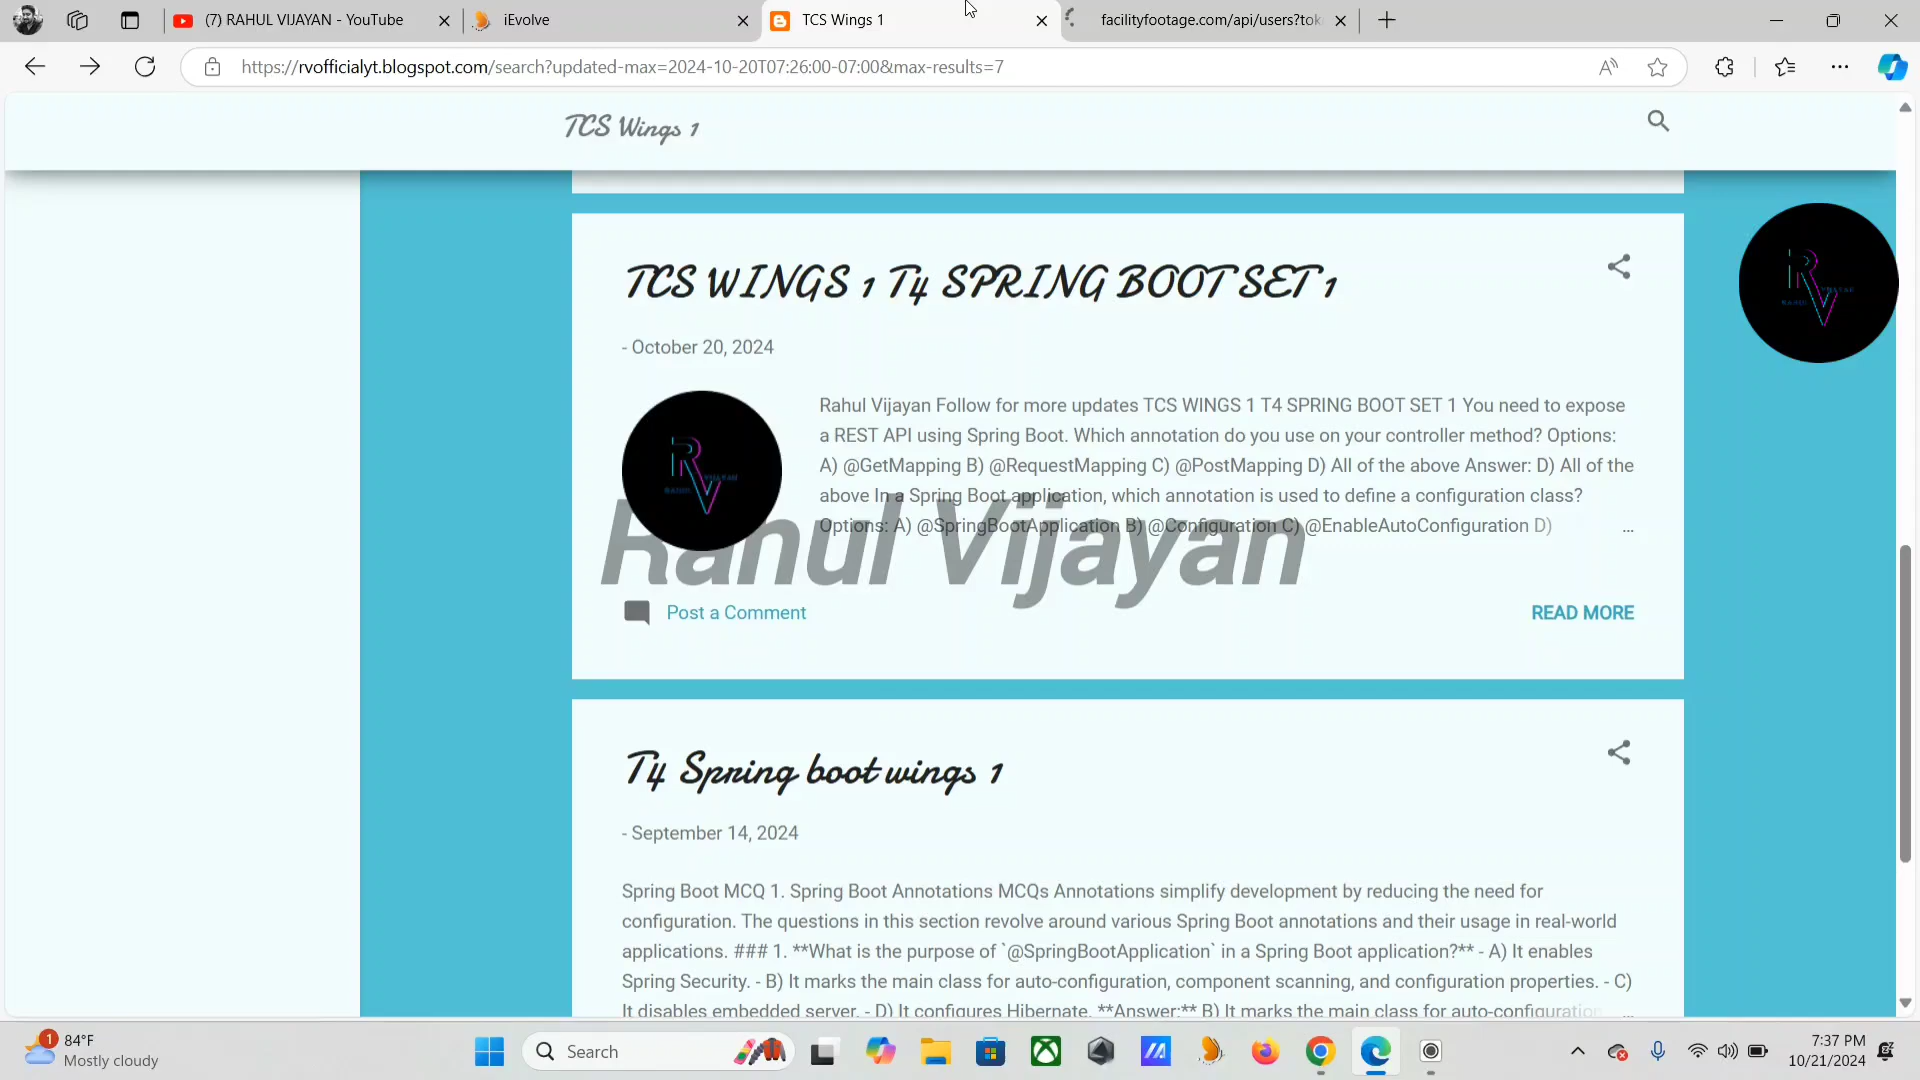 (7) RAHUL VIJAYAN - YouTube
iEvolve
TCS Wings 1
facilityfootage.com/api/users?tok
https://rvofficialyt.blogspot.com/search?updated-max=2024-10-20T07:26:00-07:00&max-results=7
TCS Wings 1
TCS WINGS 1 T4 SPRING BOOT SET 1
- October 20, 2024
Rahul Vijayan Follow for more updates TCS WINGS 1 T4 SPRING BOOT SET 1 You need to expose
a REST API using Spring Boot. Which annotation do you use on your controller method? Options:
A) @GetMapping B) @RequestMapping C) @PostMapping D) All of the above Answer: D) All of the
above In a Spring Boot application, which annotation is used to define a configuration class?
Options: A) @SpringBootApplication B) @Configuration C) @EnableAutoConfiguration D) ...
Rahul Vijayan
Post a Comment
READ MORE
T4 Spring boot wings 1
- September 14, 2024
Spring Boot MCQ 1. Spring Boot Annotations MCQs Annotations simplify development by reducing the need for
configuration. The questions in this section revolve around various Spring Boot annotations and their usage in real-world
applications. ### 1. **What is the purpose of `@SpringBootApplication` in a Spring Boot application?** - A) It enables
Spring Security. - B) It marks the main class for auto-configuration, component scanning, and configuration properties. - C)
It disables embedded server. - D) It configures Hibernate. **Answer:** B) It marks the main class for auto-configuration
1
84°F
Mostly cloudy
Search
7:37 PM
10/21/2024